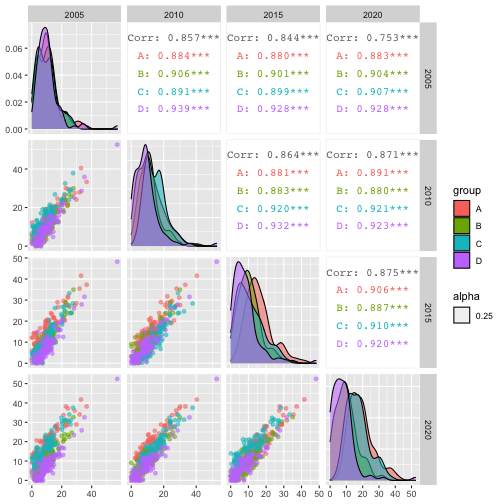 2005 2010 2015 2020
0.06
0.04
0.02
0.00
Corr: 0.857***
A: 0.884***
B: 0.906***
C: 0.891***
D: 0.939***
Corr: 0.844***
A: 0.880***
B: 0.901***
C: 0.899***
D: 0.928***
Corr: 0.753***
A: 0.883***
B: 0.904***
C: 0.907***
D: 0.928***
2005
40
20
0
Corr: 0.864***
A: 0.881***
B: 0.883***
C: 0.920***
D: 0.932***
Corr: 0.871***
A: 0.891***
B: 0.880***
C: 0.921***
D: 0.923***
2010
50
40
30
20
10
0
Corr: 0.875***
A: 0.906***
B: 0.887***
C: 0.910***
D: 0.920***
2015
50
40
30
20
10
0
2020
0 20 40
0 20 40
0 10 20 30 40 50
0 10 20 30 40 50
group
A
B
C
D
alpha
0.25